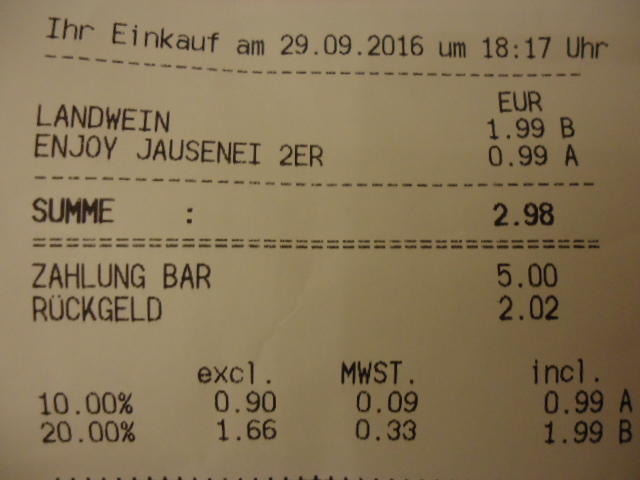 Ihr Einkauf am 29.09.2016 um 18:17 Uhr
EUR
LANDWEIN 1.99 B
ENJOY JAUSENEI 2ER 0.99 A
SUMME : 2.98
ZAHLUNG BAR 5.00
RÜCKGELD 2.02
excl. MWST. incl.
10.00% 0.90 0.09 0.99 A
20.00% 1.66 0.33 1.99 B